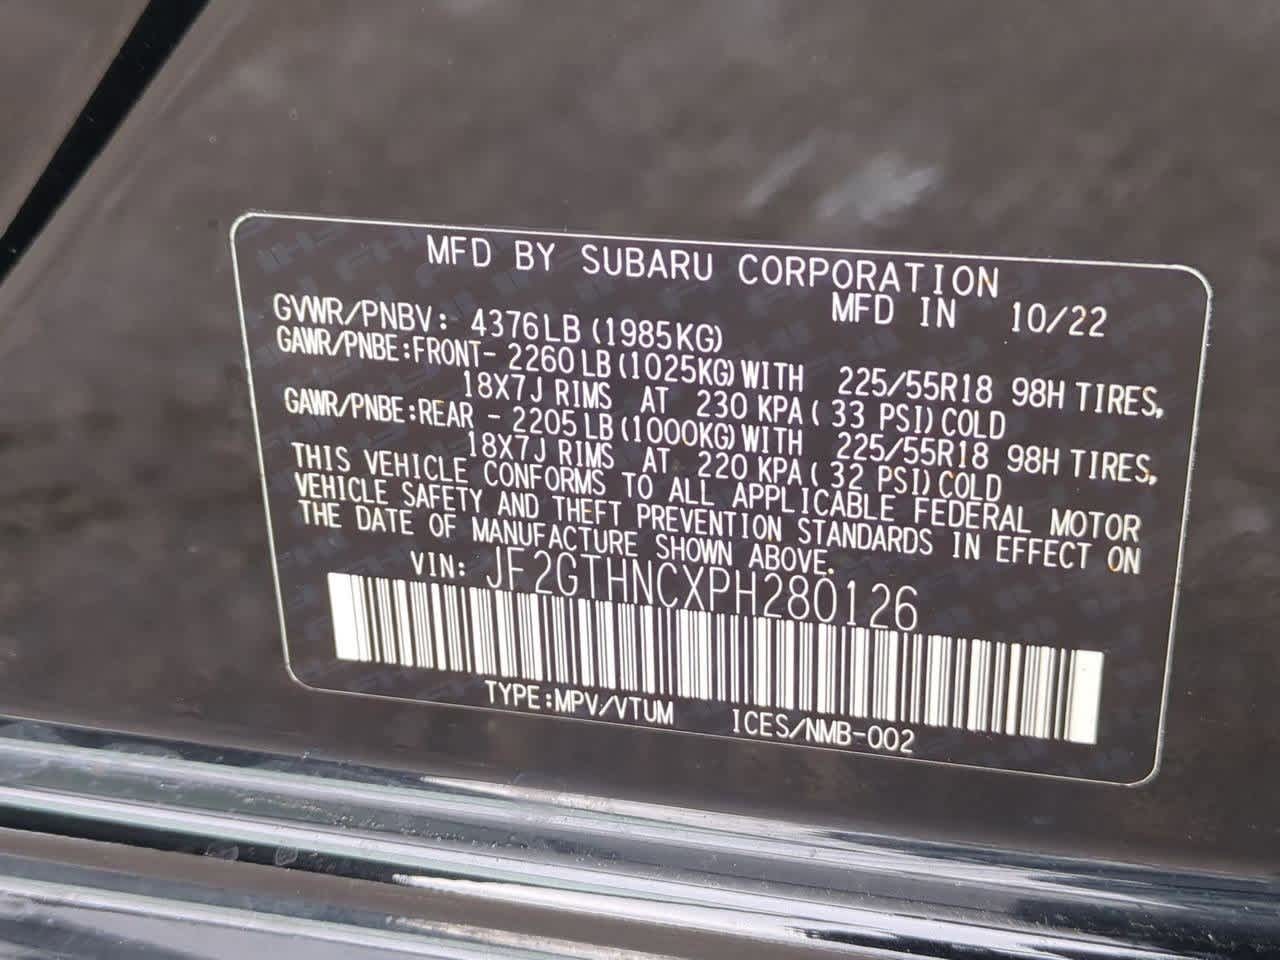 MFD BY SUBARU CORPORATION
MFD IN 10/22
GVWR/PNBV: 4376LB (1985KG)
GAWR/PNBE:FRONT- 2260 LB (1025KG) WITH 225/55R18 98H TIRES,
18X7J RIMS AT 230 KPA ( 33 PSI) COLD
GAWR/PNBE:REAR - 2205 LB (1000KG) WITH 225/55R18 98H TIRES,
18X7J RIMS AT 220 KPA ( 32 PSI) COLD
THIS VEHICLE CONFORMS TO ALL APPLICABLE FEDERAL MOTOR
VEHICLE SAFETY AND THEFT PREVENTION STANDARDS IN EFFECT ON
THE DATE OF MANUFACTURE SHOWN ABOVE.
VIN: JF2GTHNCXPH280126
TYPE:MPV/VTUM ICES/NMB-002